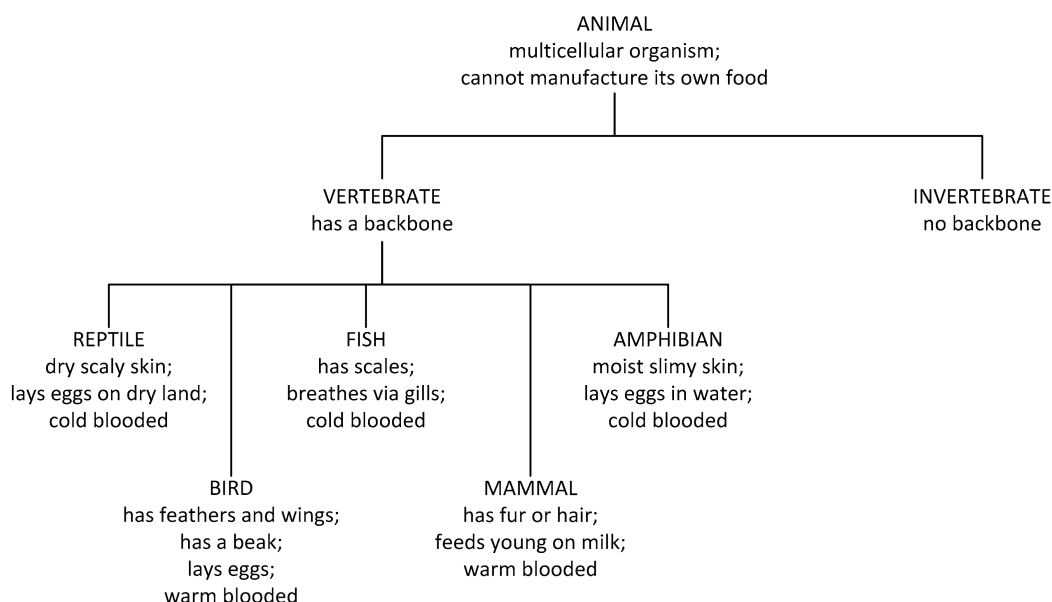 ANIMAL
multicellular organism;
cannot manufacture its own food
VERTEBRATE
has a backbone
INVERTEBRATE
no backbone
REPTILE
dry scaly skin;
lays eggs on dry land;
cold blooded
FISH
has scales;
breathes via gills;
cold blooded
AMPHIBIAN
moist slimy skin;
lays eggs in water;
cold blooded
BIRD
has feathers and wings;
has a beak;
lays eggs;
warm blooded
MAMMAL
has fur or hair;
feeds young on milk;
warm blooded